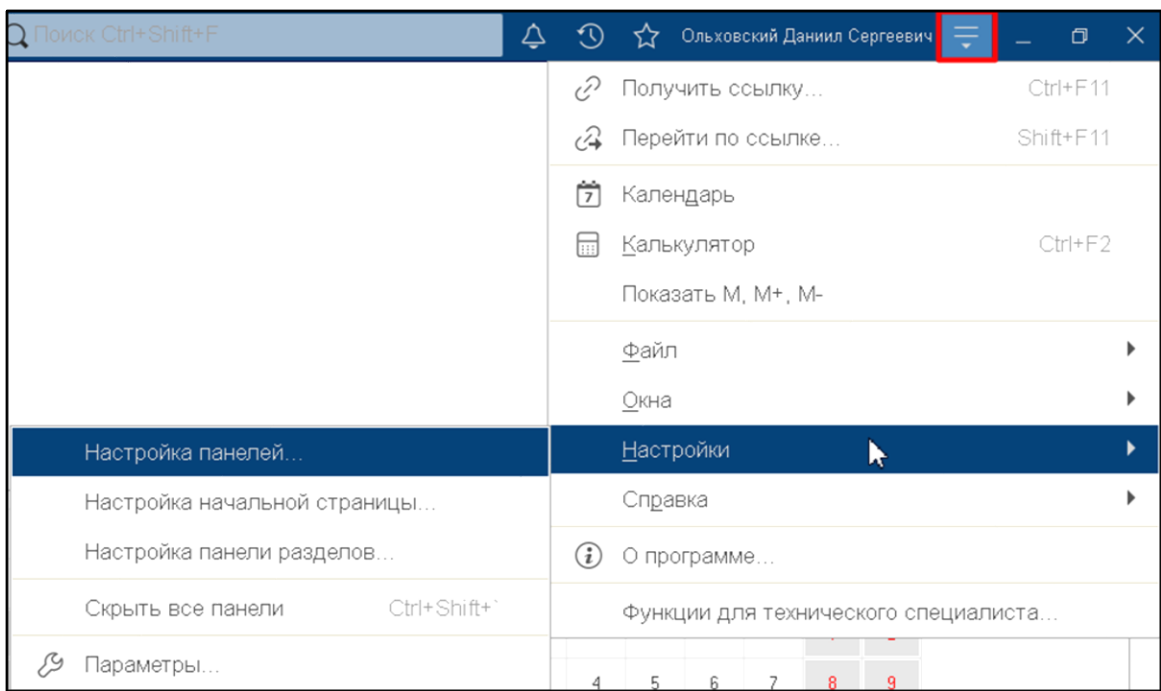 Поиск Ctrl+Shift+F
Ольховский Даниил Сергеевич
Получить ссылку... Ctrl+F11
Перейти по ссылке... Shift+F11
7 Календарь
Калькулятор Ctrl+F2
Показать M, M+, M-
Файл
Окна
Настройки
Справка
О программе...
Функции для технического специалиста...
Настройка панелей...
Настройка начальной страницы...
Настройка панели разделов...
Скрыть все панели Ctrl+Shift+`
Параметры...
4 5 6 7 8 9